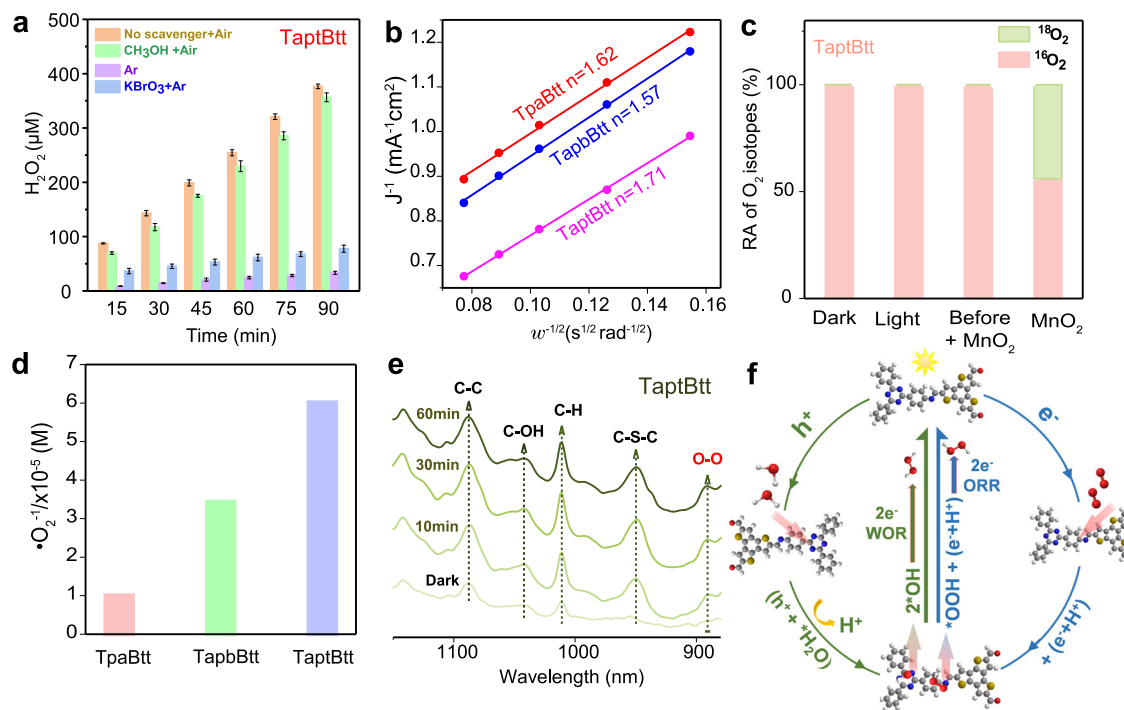 a
TaptBtt
No scavenger+Air
CH₃OH +Air
Ar
KBrO₃+Ar
H₂O₂ (μM)
500
400
300
200
100
0
15 30 45 60 75 90
Time (min)
b
TpaBtt n=1.62
TapbBtt n=1.57
TaptBtt n=1.71
J⁻¹ (mA⁻¹cm²)
1.2
1.1
1.0
0.9
0.8
0.7
0.08 0.10 0.12 0.14 0.16
w⁻¹/²(s¹/² rad⁻¹/²)
c
TaptBtt
¹⁸O₂
¹⁶O₂
RA of O₂ isotopes (%)
100
50
0
Dark Light Before + MnO₂ MnO₂
d
•O₂⁻¹/x10⁻⁵ (M)
7
6
5
4
3
2
1
0
TpaBtt TapbBtt TaptBtt
e
TaptBtt
C-C
C-OH
C-H
C-S-C
O-O
60min
30min
10min
Dark
1100 1000 900
Wavelength (nm)
f
h⁺
e⁻
2e⁻
ORR
2e⁻
WOR
2*OH
*OOH + (e⁻+H⁺)
(h⁺+*H₂O)
H⁺
+ (e⁻+H⁺)